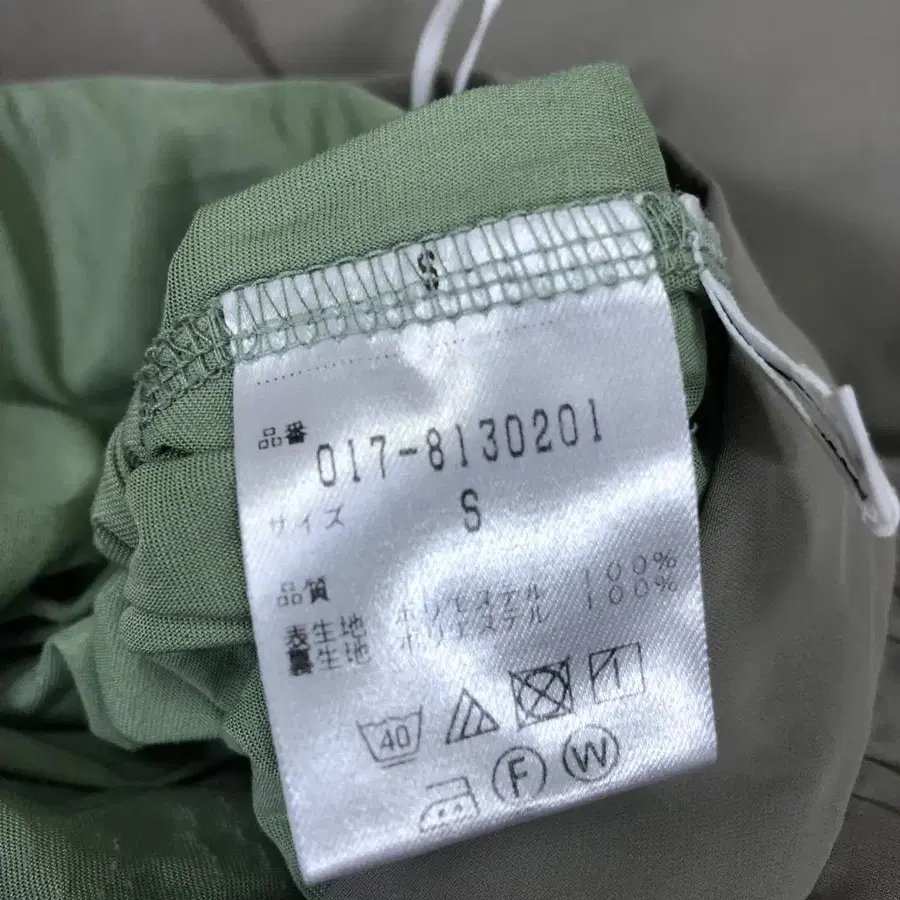 S
品番 017-8130201
サイズ S
品質
表生地 ポリエステル 100%
裏生地 ポリエステル 100%
40
F W